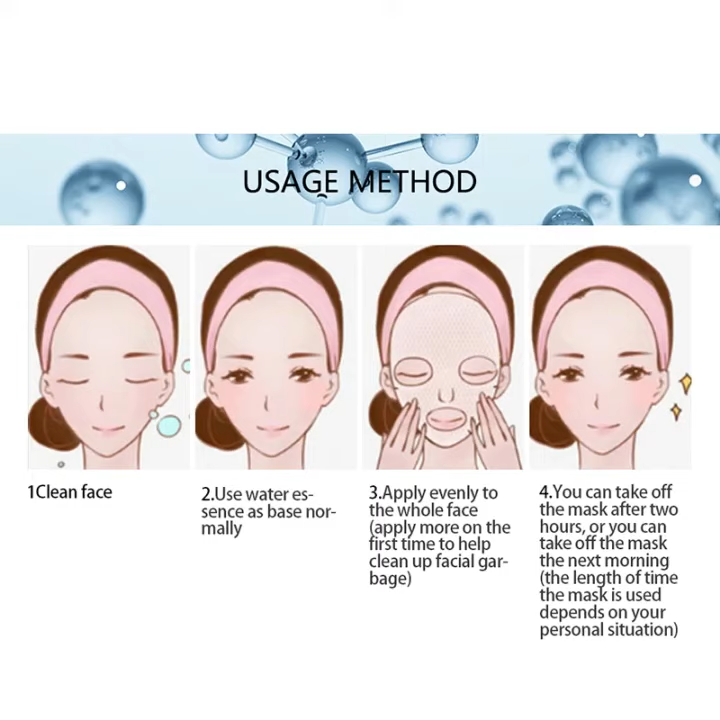 USAGE METHOD
1Clean face
2.Use water es-
sence as base nor-
mally
3.Apply evenly to
the whole face
(apply more on the
first time to help
clean up facial gar-
bage)
4.You can take off
the mask after two
hours, or you can
take off the mask
the next morning
(the length of time
the mask is used
depends on your
personal situation)